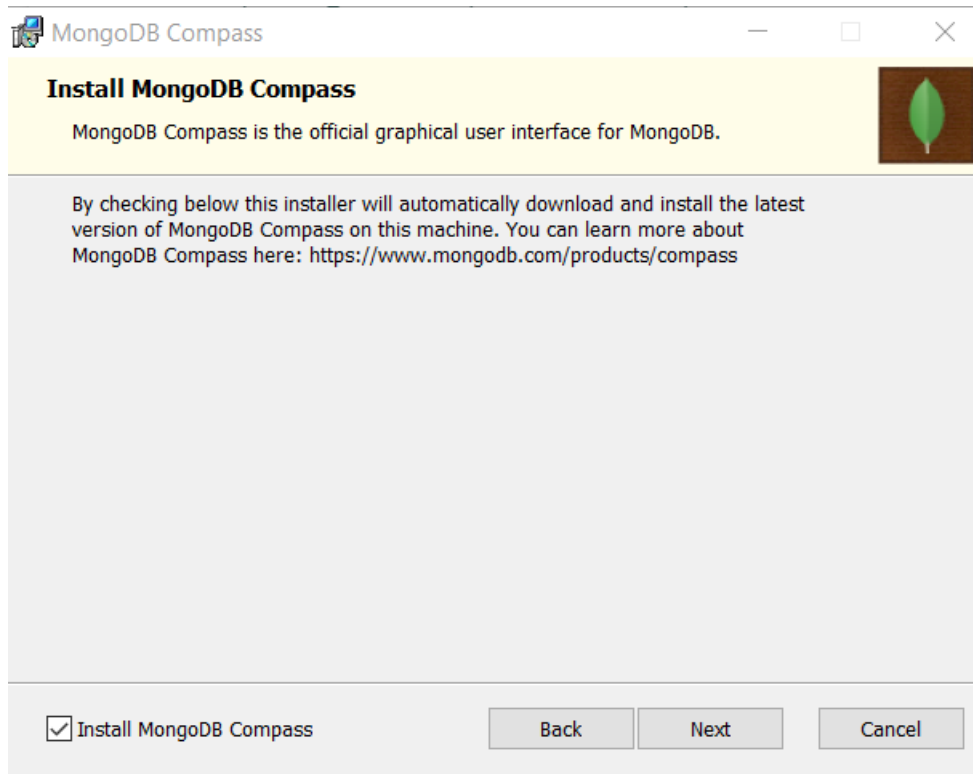 MongoDB Compass
Install MongoDB Compass
MongoDB Compass is the official graphical user interface for MongoDB.
By checking below this installer will automatically download and install the latest
version of MongoDB Compass on this machine. You can learn more about
MongoDB Compass here: https://www.mongodb.com/products/compass
Install MongoDB Compass
Back
Next
Cancel